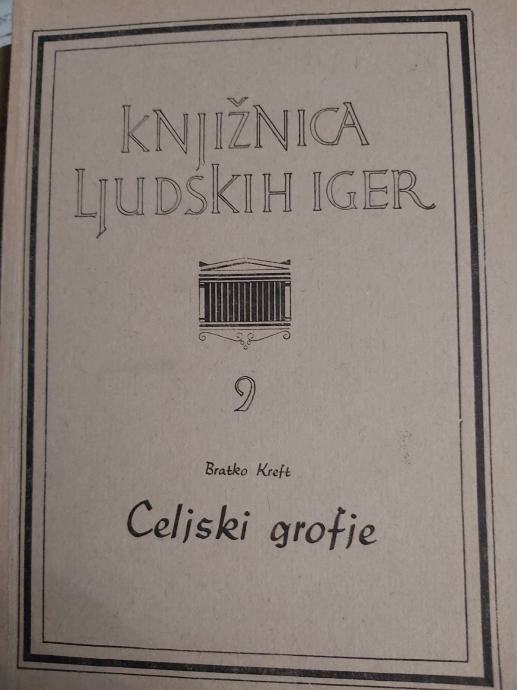 KNJIŽNICA
LJUDSKIH IGER
9
Bratko Kreft
Celjski grofje